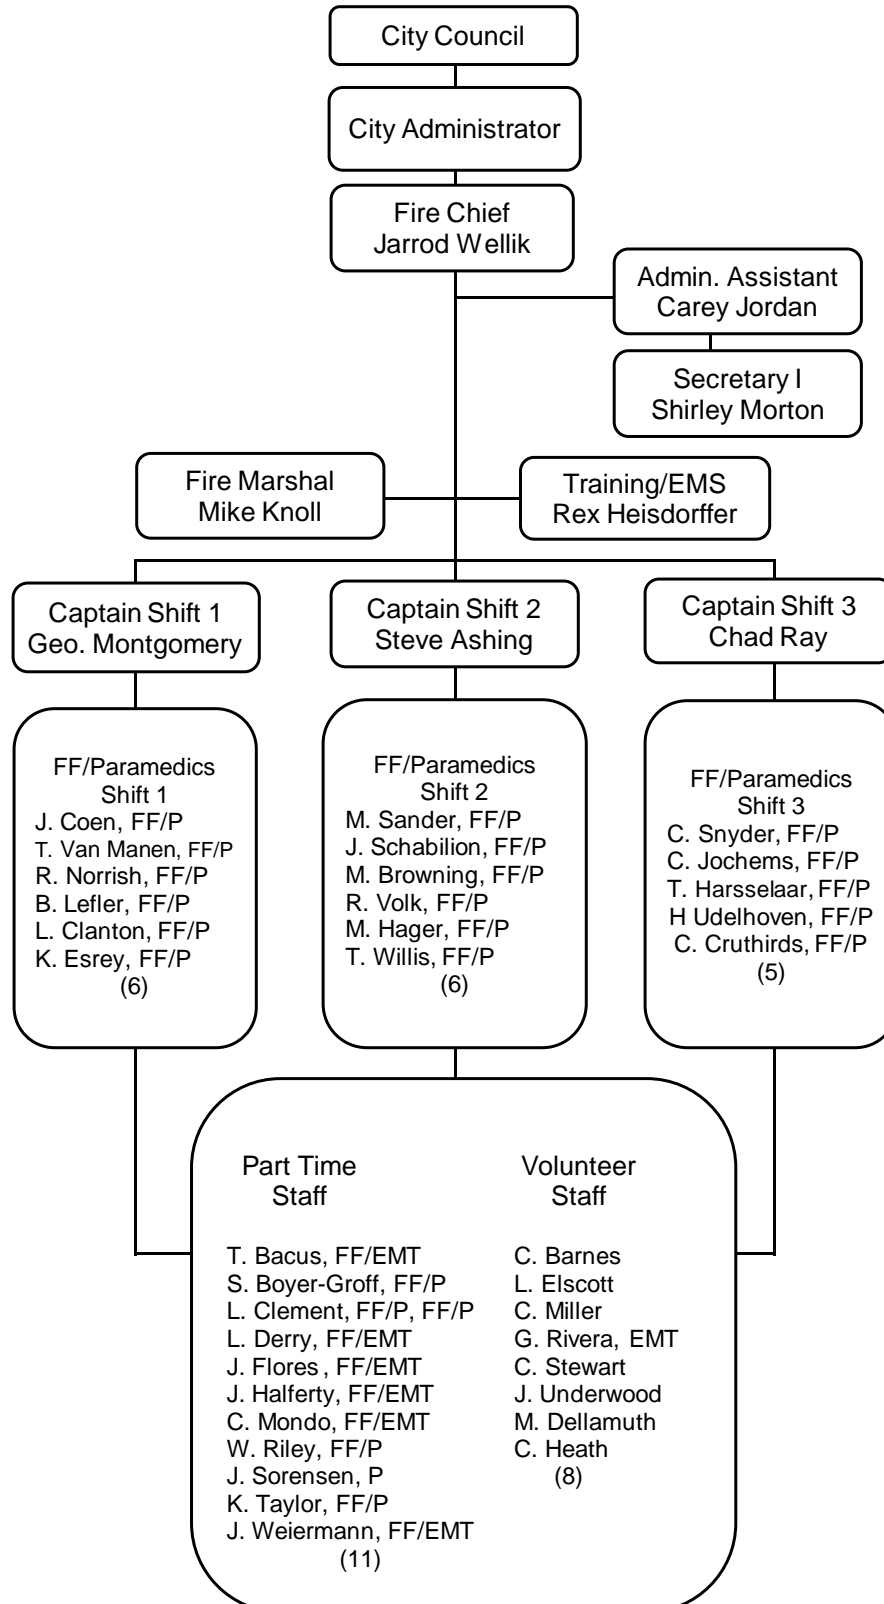 City Council
City Administrator
Fire Chief
Jarrod Wellik
Admin. Assistant
Carey Jordan
Secretary I
Shirley Morton
Fire Marshal
Mike Knoll
Training/EMS
Rex Heisdorffer
Captain Shift 1
Geo. Montgomery
Captain Shift 2
Steve Ashing
Captain Shift 3
Chad Ray
FF/Paramedics
Shift 1
J. Coen, FF/P
T. Van Manen, FF/P
R. Norrish, FF/P
B. Lefler, FF/P
L. Clanton, FF/P
K. Esrey, FF/P
(6)
FF/Paramedics
Shift 2
M. Sander, FF/P
J. Schabilion, FF/P
M. Browning, FF/P
R. Volk, FF/P
M. Hager, FF/P
T. Willis, FF/P
(6)
FF/Paramedics
Shift 3
C. Snyder, FF/P
C. Jochems, FF/P
T. Harsselaar, FF/P
H Udelhoven, FF/P
C. Cruthirds, FF/P
(5)
Part Time
Staff
T. Bacus, FF/EMT
S. Boyer-Groff, FF/P
L. Clement, FF/P, FF/P
L. Derry, FF/EMT
J. Flores, FF/EMT
J. Halferty, FF/EMT
C. Mondo, FF/EMT
W. Riley, FF/P
J. Sorensen, P
K. Taylor, FF/P
J. Weiermann, FF/EMT
(11)
Volunteer
Staff
C. Barnes
L. Elscott
C. Miller
G. Rivera, EMT
C. Stewart
J. Underwood
M. Dellamuth
C. Heath
(8)